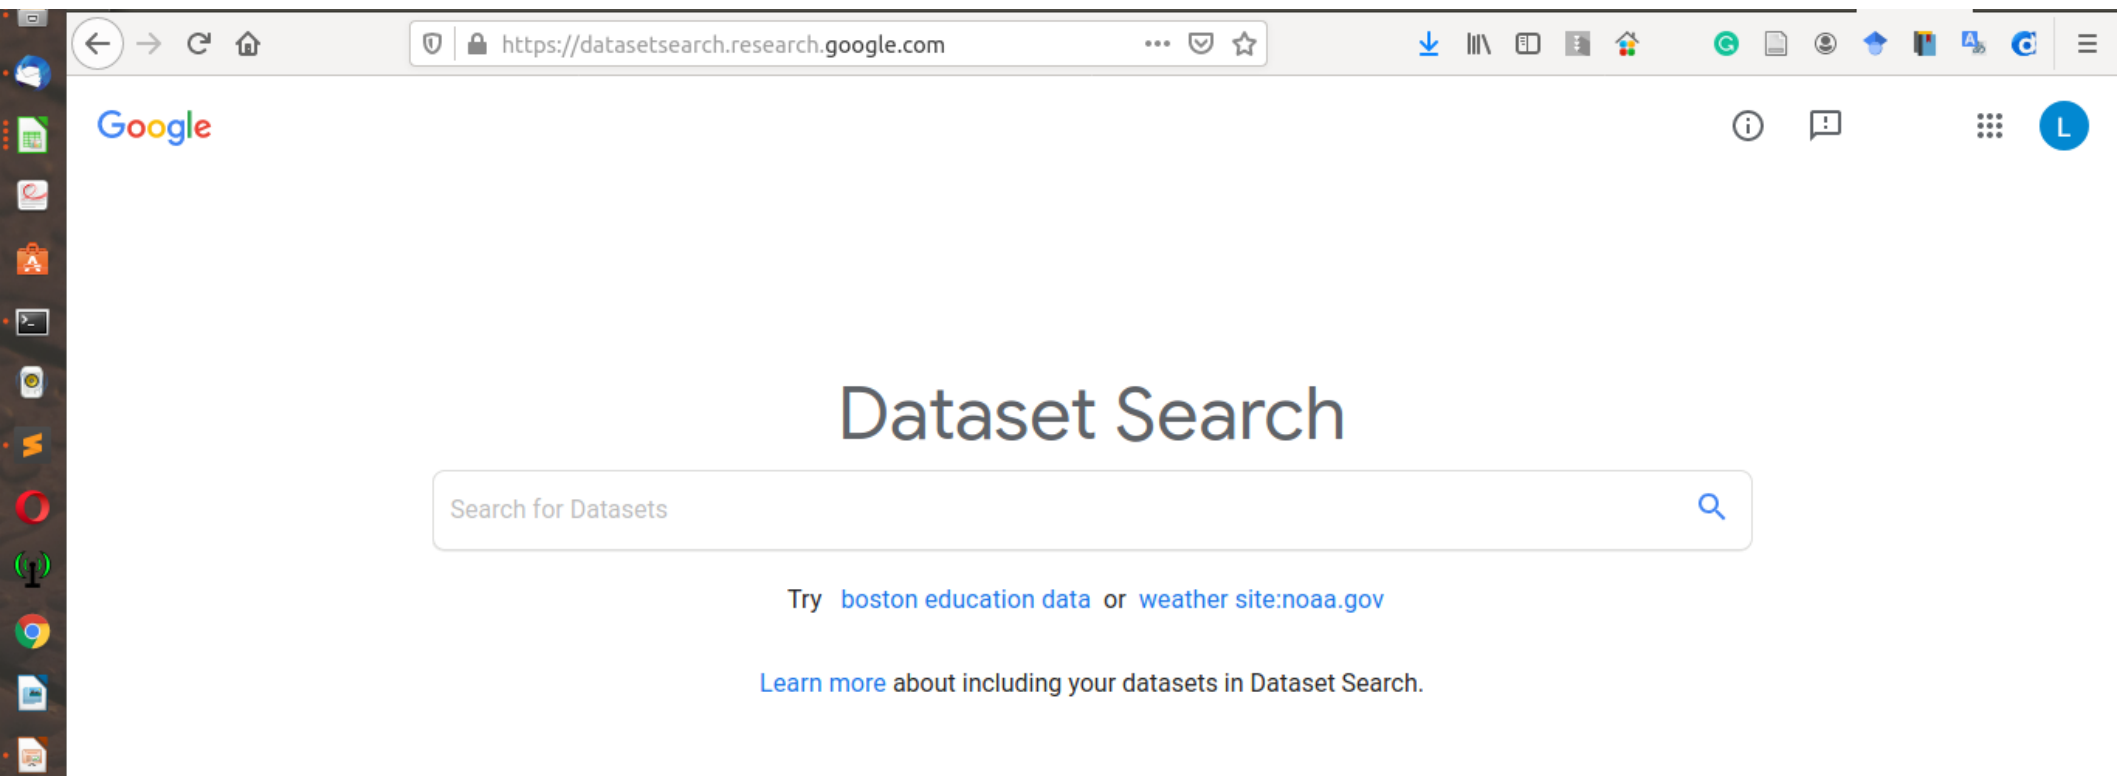 https://datasetsearch.research.google.com
Google
L
Dataset Search
Search for Datasets
Try boston education data or weather site:noaa.gov
Learn more about including your datasets in Dataset Search.